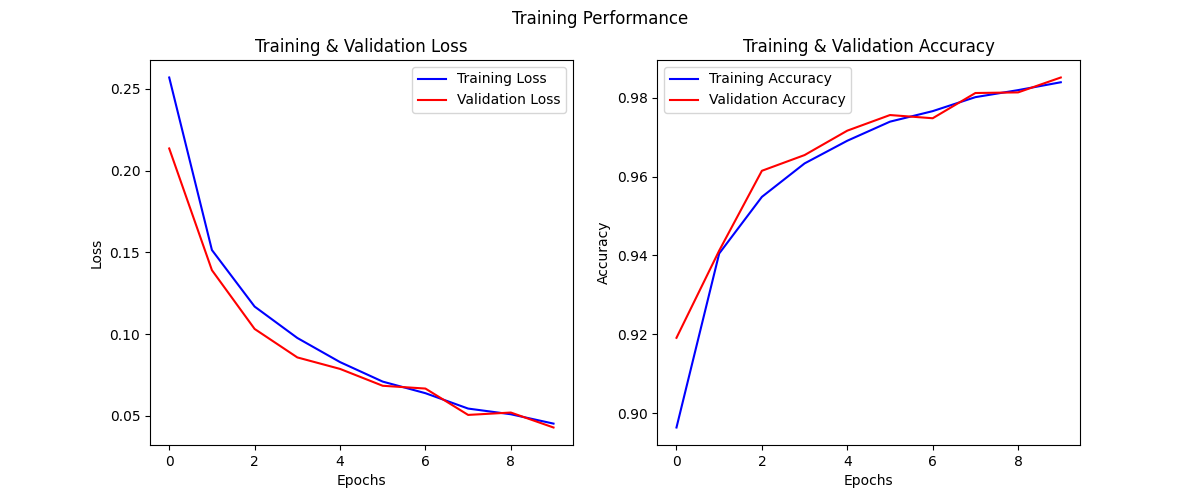 Training Performance
Training & Validation Loss
Training Loss
Validation Loss
0.25
0.20
0.15
0.10
0.05
Loss
0 2 4 6 8
Epochs
Training & Validation Accuracy
Training Accuracy
Validation Accuracy
0.98
0.96
0.94
0.92
0.90
Accuracy
0 2 4 6 8
Epochs